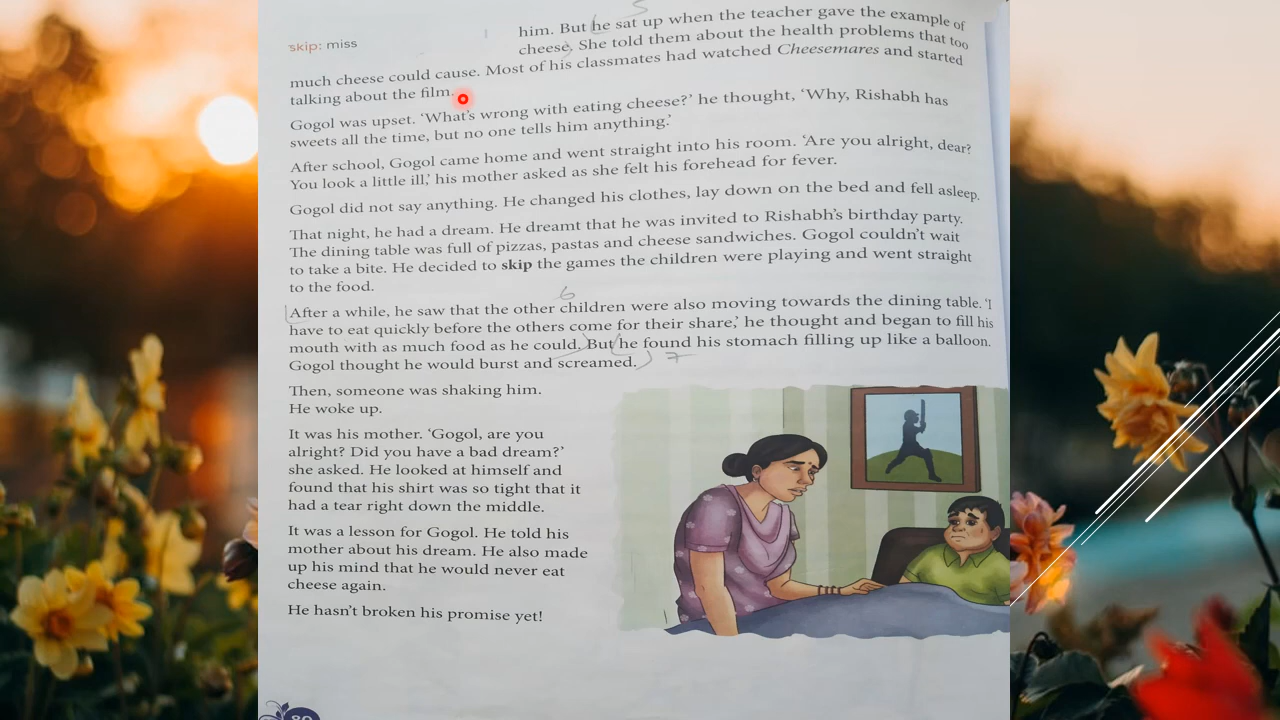 him. But he sat up when the teacher gave the example of
skip: miss
cheese. She told them about the health problems that too
much cheese could cause. Most of his classmates had watched Cheesemares and started
talking about the film.
Gogol was upset. ‘What's wrong with eating cheese?’ he thought, ‘Why, Rishabh has
sweets all the time, but no one tells him anything.’
After school, Gogol came home and went straight into his room. ‘Are you alright, dear?
You look a little ill,’ his mother asked as she felt his forehead for fever.
Gogol did not say anything. He changed his clothes, lay down on the bed and fell asleep.
That night, he had a dream. He dreamt that he was invited to Rishabh's birthday party.
The dining table was full of pizzas, pastas and cheese sandwiches. Gogol couldn't wait
to take a bite. He decided to skip the games the children were playing and went straight
to the food.
6
After a while, he saw that the other children were also moving towards the dining table. ‘I
have to eat quickly before the others come for their share,’ he thought and began to fill his
mouth with as much food as he could. But he found his stomach filling up like a balloon.
Gogol thought he would burst and screamed. 7
Then, someone was shaking him.
He woke up.
It was his mother. ‘Gogol, are you
alright? Did you have a bad dream?’
she asked. He looked at himself and
found that his shirt was so tight that it
had a tear right down the middle.
It was a lesson for Gogol. He told his
mother about his dream. He also made
up his mind that he would never eat
cheese again.
He hasn't broken his promise yet!